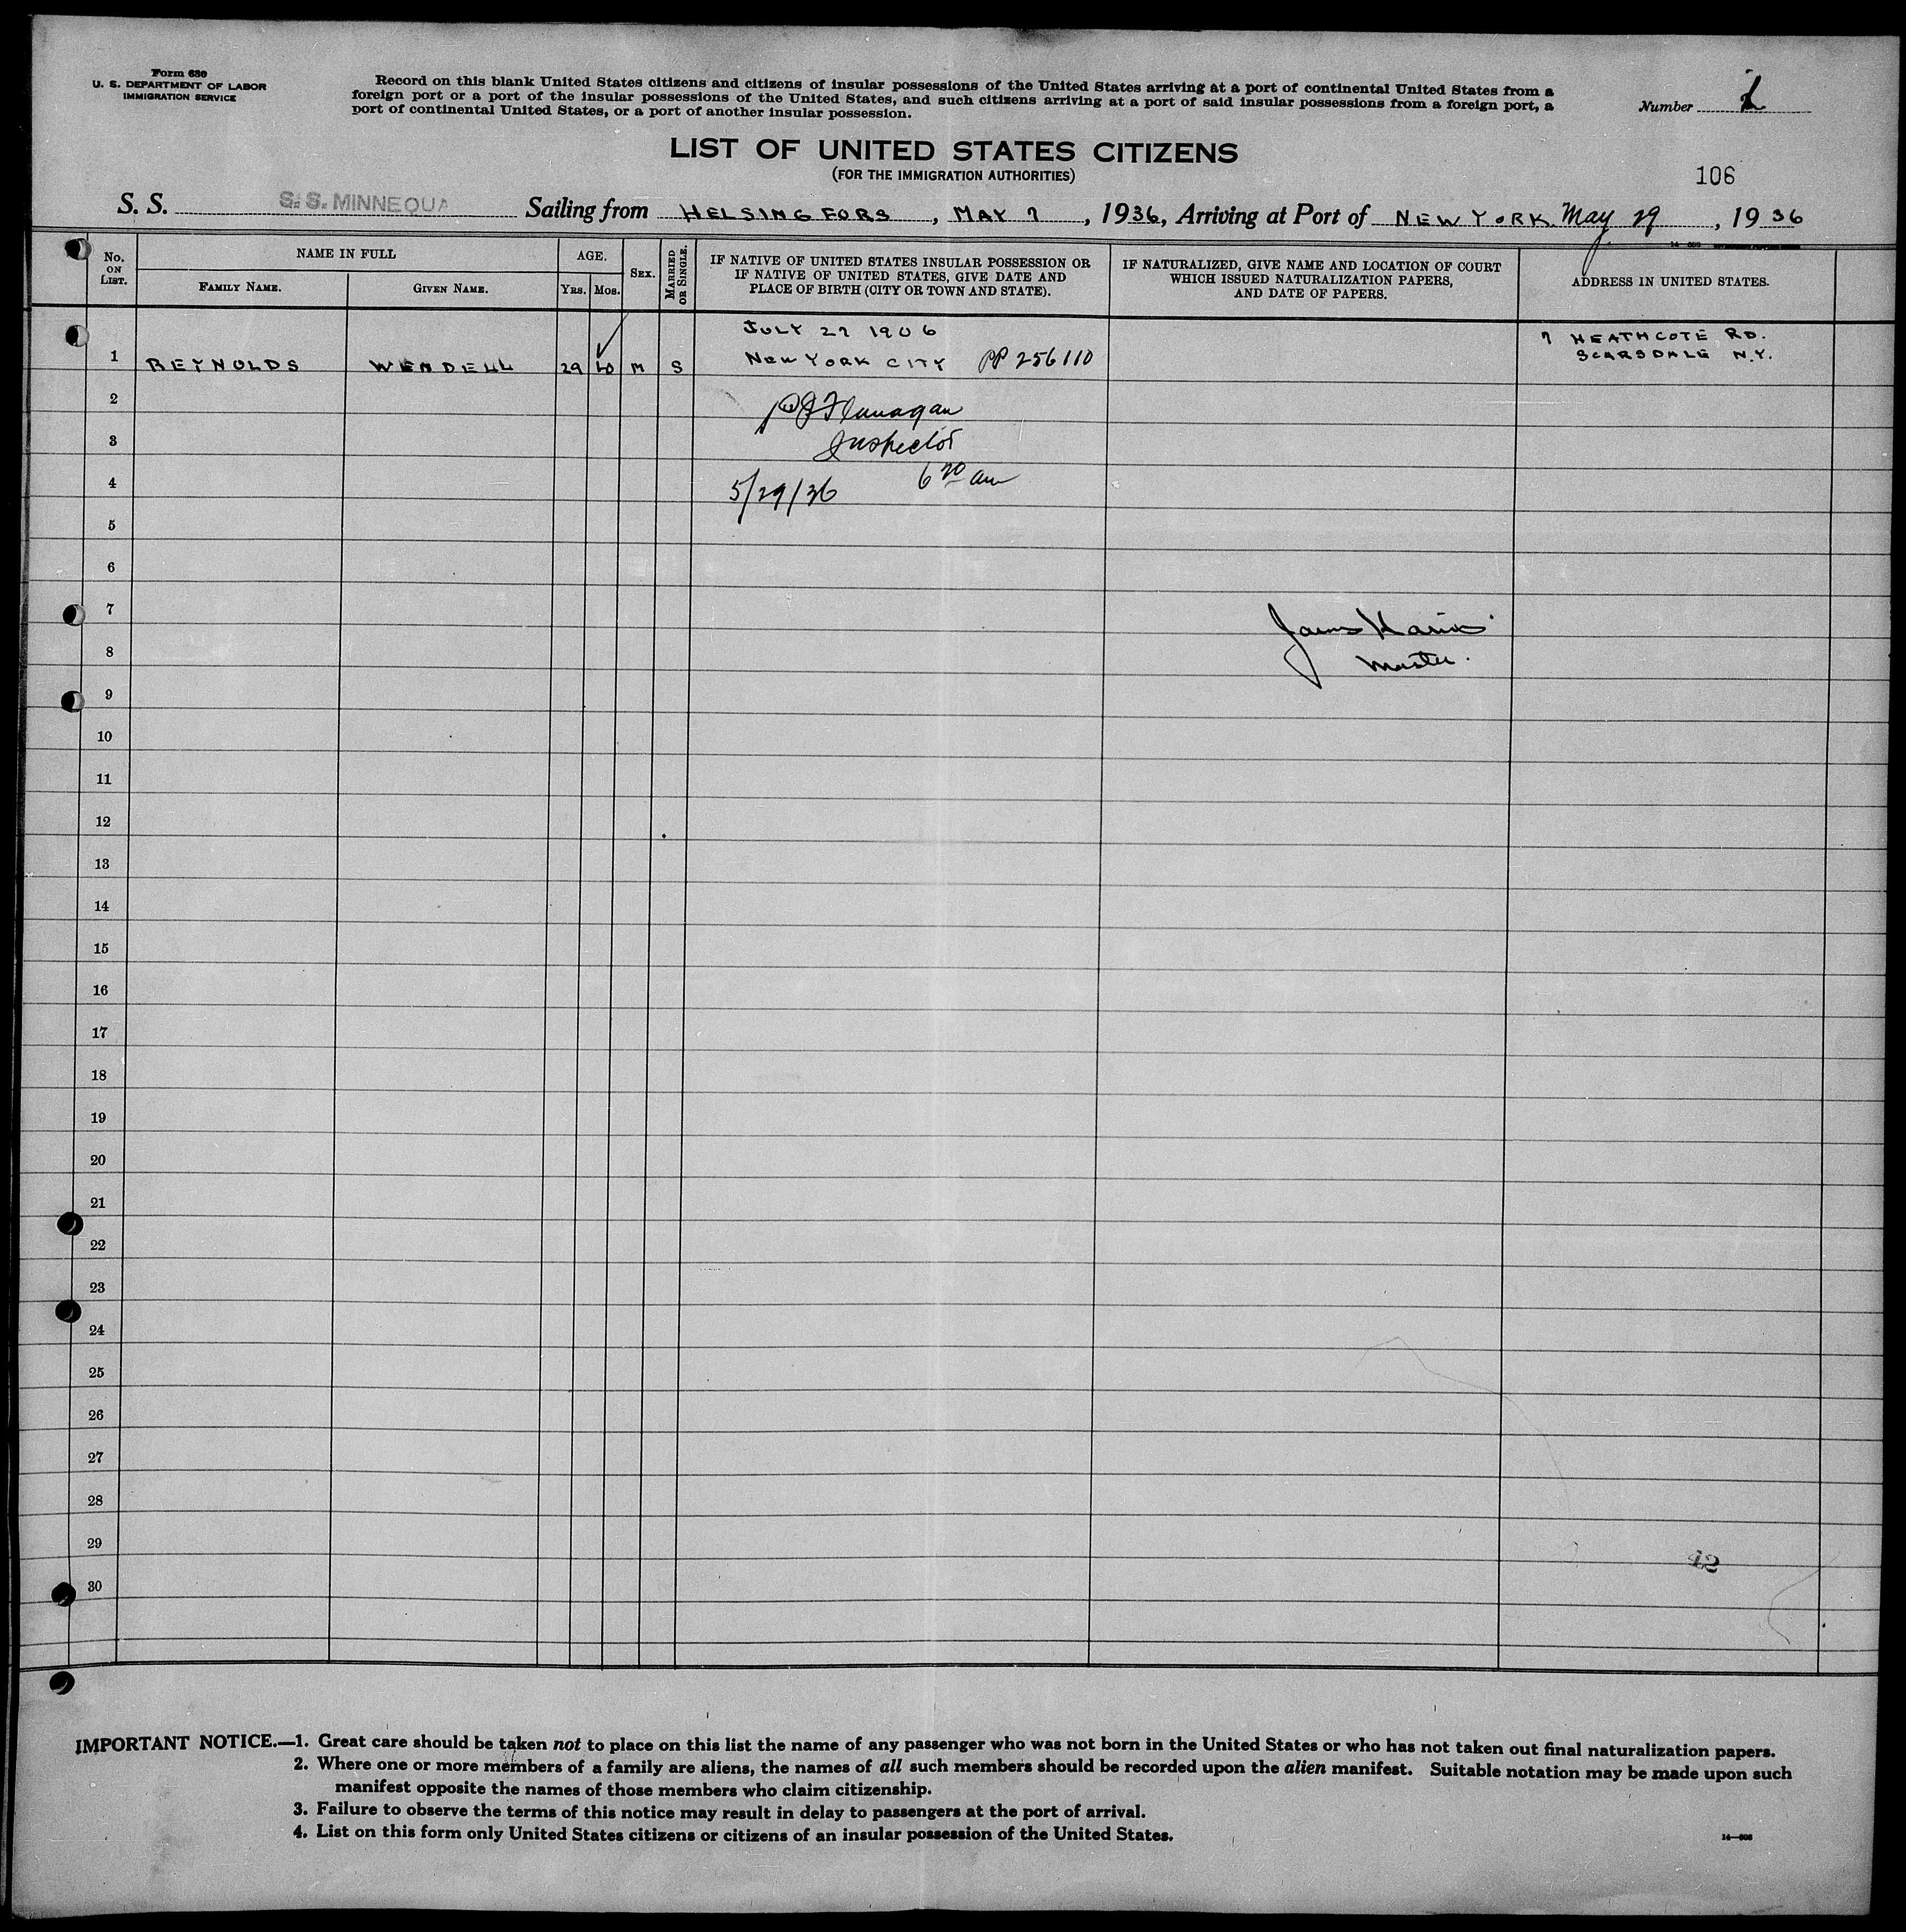 Form 630
U. S. DEPARTMENT OF LABOR
IMMIGRATION SERVICE
Record on this blank United States citizens and citizens of insular possessions of the United States arriving at a port of continental United States from a
foreign port or a port of the insular possessions of the United States, and such citizens arriving at a port of said insular possessions from a foreign port, a
port of continental United States, or a port of another insular possession.
Number 1
LIST OF UNITED STATES CITIZENS
(FOR THE IMMIGRATION AUTHORITIES)
106
S. S. S. S. MINNEQUA Sailing from HELSINGFORS, MAY 7, 1936, Arriving at Port of NEW YORK. May 29, 1936
No. ON LIST.
NAME IN FULL
FAMILY NAME.
GIVEN NAME.
AGE.
YRS. MOS.
SEX.
MARRIED OR SINGLE.
IF NATIVE OF UNITED STATES INSULAR POSSESSION OR
IF NATIVE OF UNITED STATES, GIVE DATE AND
PLACE OF BIRTH (CITY OR TOWN AND STATE).
IF NATURALIZED, GIVE NAME AND LOCATION OF COURT
WHICH ISSUED NATURALIZATION PAPERS,
AND DATE OF PAPERS.
ADDRESS IN UNITED STATES.
JULY 27 1906
7 HEATHCOTE RD.
1 REYNOLDS WENDELL 29 10 M S NEW YORK CITY PP 256110 SCARSDALE N.Y.
2 Flanagan
3 Inspector
4 5/29/36 6 20 am
5
6
7 James Harris
8 Master.
9
10
11
12
13
14
15
16
17
18
19
20
21
22
23
24
25
26
27
28
29
42
30
IMPORTANT NOTICE.—1. Great care should be taken not to place on this list the name of any passenger who was not born in the United States or who has not taken out final naturalization papers.
2. Where one or more members of a family are aliens, the names of all such members should be recorded upon the alien manifest. Suitable notation may be made upon such
manifest opposite the names of those members who claim citizenship.
3. Failure to observe the terms of this notice may result in delay to passengers at the port of arrival.
4. List on this form only United States citizens or citizens of an insular possession of the United States.